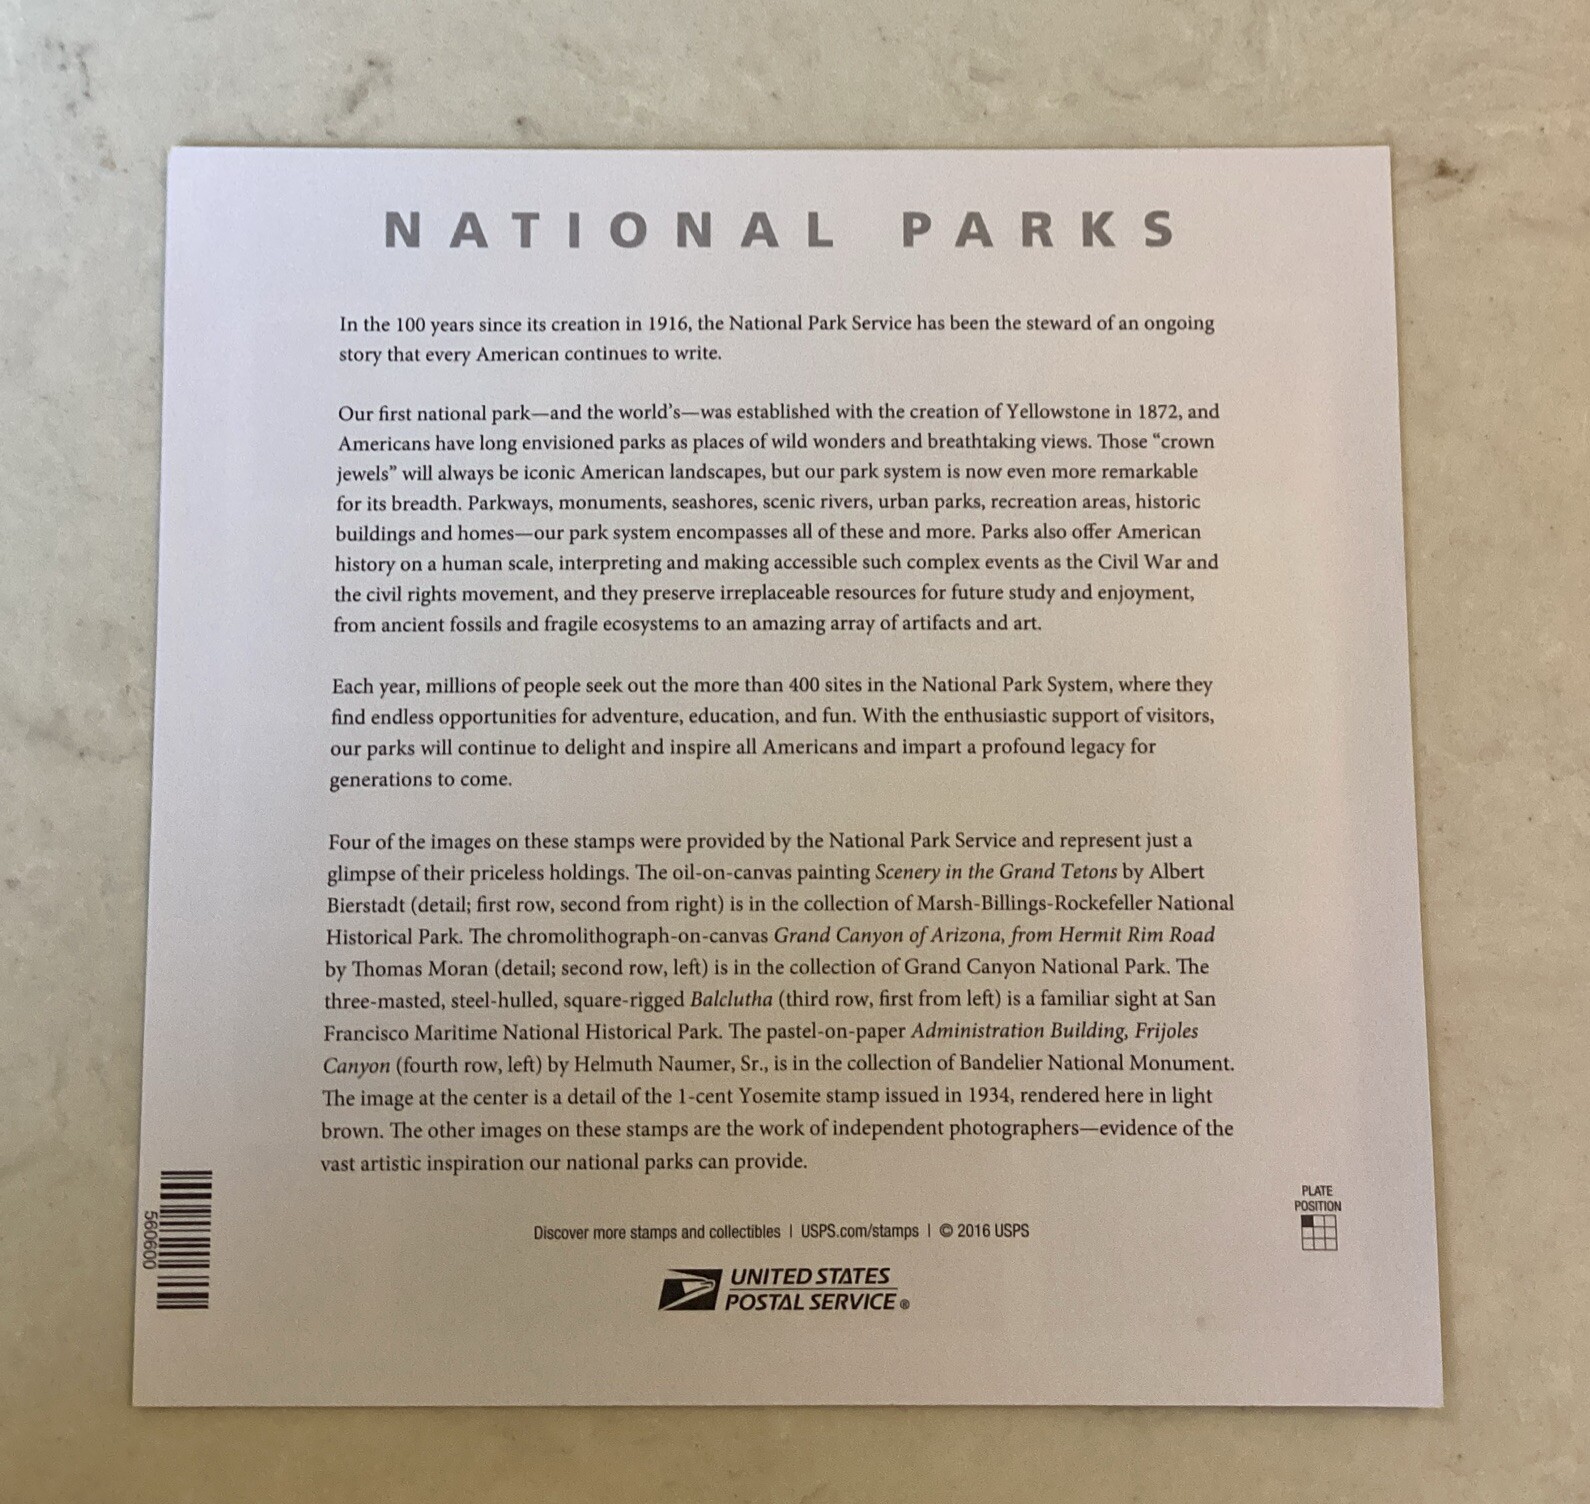 NATIONAL PARKS
In the 100 years since its creation in 1916, the National Park Service has been the steward of an ongoing
story that every American continues to write.
Our first national park—and the world's—was established with the creation of Yellowstone in 1872, and
Americans have long envisioned parks as places of wild wonders and breathtaking views. Those “crown
jewels” will always be iconic American landscapes, but our park system is now even more remarkable
for its breadth. Parkways, monuments, seashores, scenic rivers, urban parks, recreation areas, historic
buildings and homes—our park system encompasses all of these and more. Parks also offer American
history on a human scale, interpreting and making accessible such complex events as the Civil War and
the civil rights movement, and they preserve irreplaceable resources for future study and enjoyment,
from ancient fossils and fragile ecosystems to an amazing array of artifacts and art.
Each year, millions of people seek out the more than 400 sites in the National Park System, where they
find endless opportunities for adventure, education, and fun. With the enthusiastic support of visitors,
our parks will continue to delight and inspire all Americans and impart a profound legacy for
generations to come.
Four of the images on these stamps were provided by the National Park Service and represent just a
glimpse of their priceless holdings. The oil-on-canvas painting Scenery in the Grand Tetons by Albert
Bierstadt (detail; first row, second from right) is in the collection of Marsh-Billings-Rockefeller National
Historical Park. The chromolithograph-on-canvas Grand Canyon of Arizona, from Hermit Rim Road
by Thomas Moran (detail; second row, left) is in the collection of Grand Canyon National Park. The
three-masted, steel-hulled, square-rigged Balclutha (third row, first from left) is a familiar sight at San
Francisco Maritime National Historical Park. The pastel-on-paper Administration Building, Frijoles
Canyon (fourth row, left) by Helmuth Naumer, Sr., is in the collection of Bandelier National Monument.
The image at the center is a detail of the 1-cent Yosemite stamp issued in 1934, rendered here in light
brown. The other images on these stamps are the work of independent photographers—evidence of the
vast artistic inspiration our national parks can provide.
560600
PLATE
POSITION
Discover more stamps and collectibles | USPS.com/stamps | © 2016 USPS
UNITED STATES
POSTAL SERVICE ®